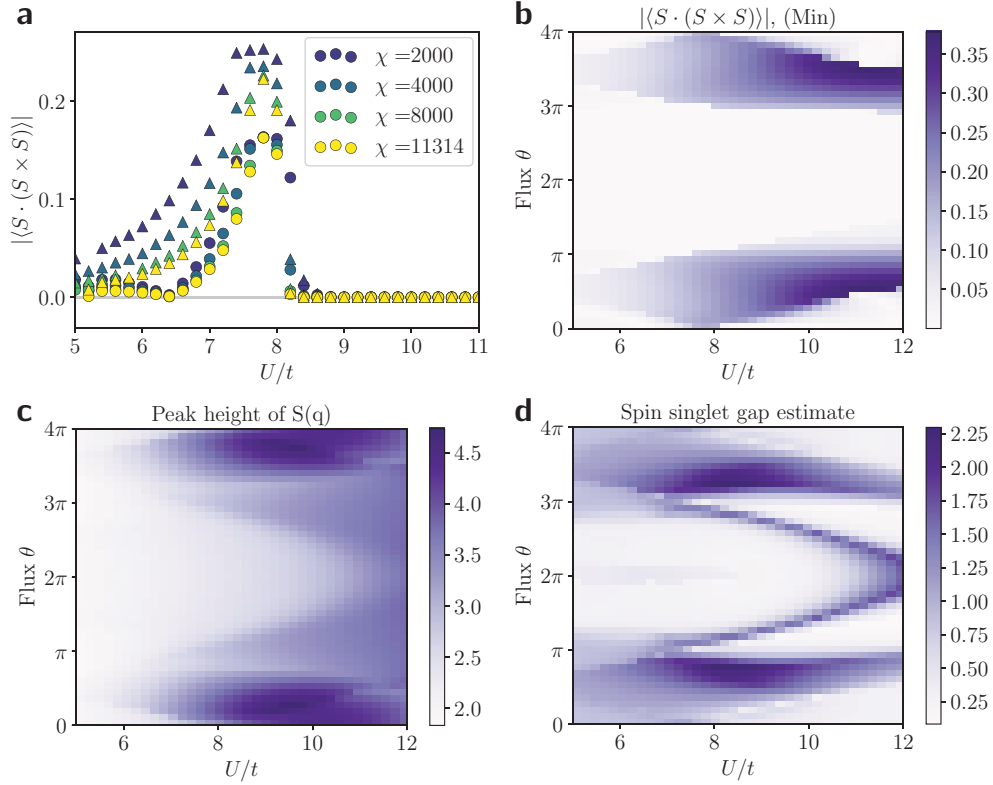 a
|⟨S · (S × S)⟩|
0.2
0.1
0.0
5 6 7 8 9 10 11
U/t
χ =2000
χ =4000
χ =8000
χ =11314
b
|⟨S · (S × S)⟩|, (Min)
Flux θ
4π
3π
2π
π
0
6 8 10 12
U/t
0.35
0.30
0.25
0.20
0.15
0.10
0.05
c
Peak height of S(q)
Flux θ
4π
3π
2π
π
0
6 8 10 12
U/t
4.5
4.0
3.5
3.0
2.5
2.0
d
Spin singlet gap estimate
Flux θ
4π
3π
2π
π
0
6 8 10 12
U/t
2.25
2.00
1.75
1.50
1.25
1.00
0.75
0.50
0.25